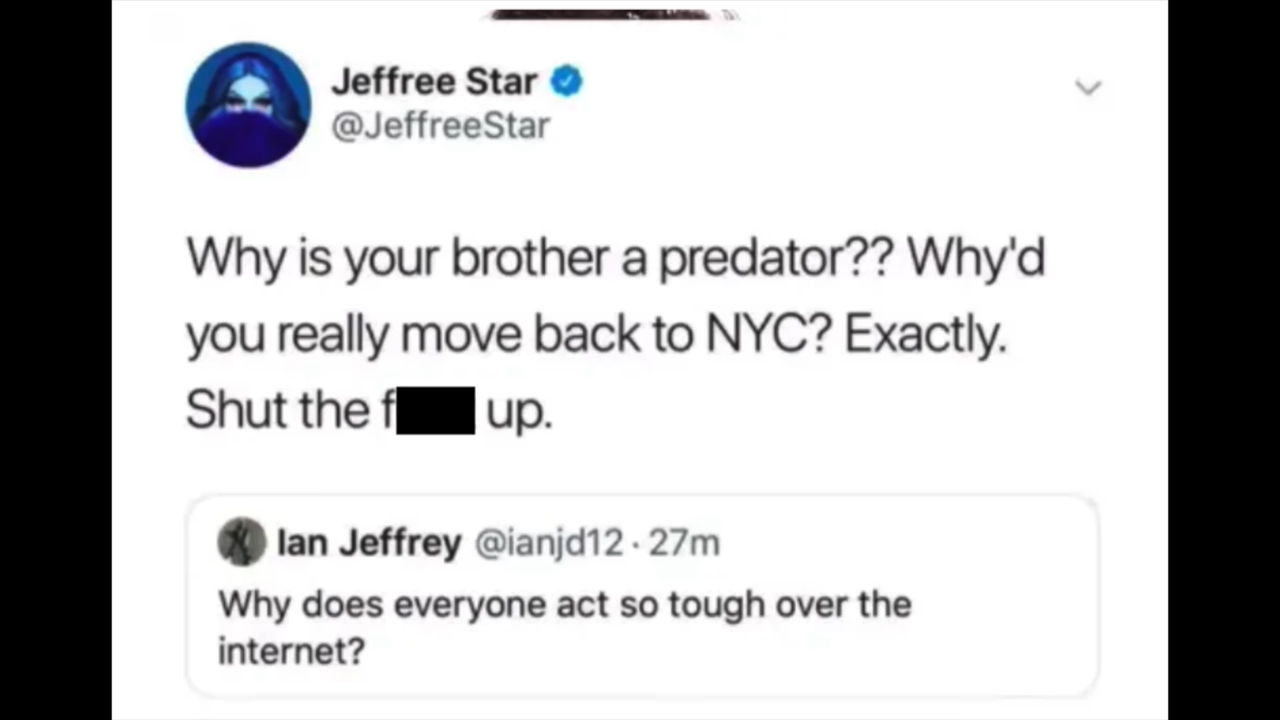 Jeffree Star
@JeffreeStar
Why is your brother a predator?? Why'd
you really move back to NYC? Exactly.
Shut the f up.
Ian Jeffrey @ianjd12 · 27m
Why does everyone act so tough over the
internet?